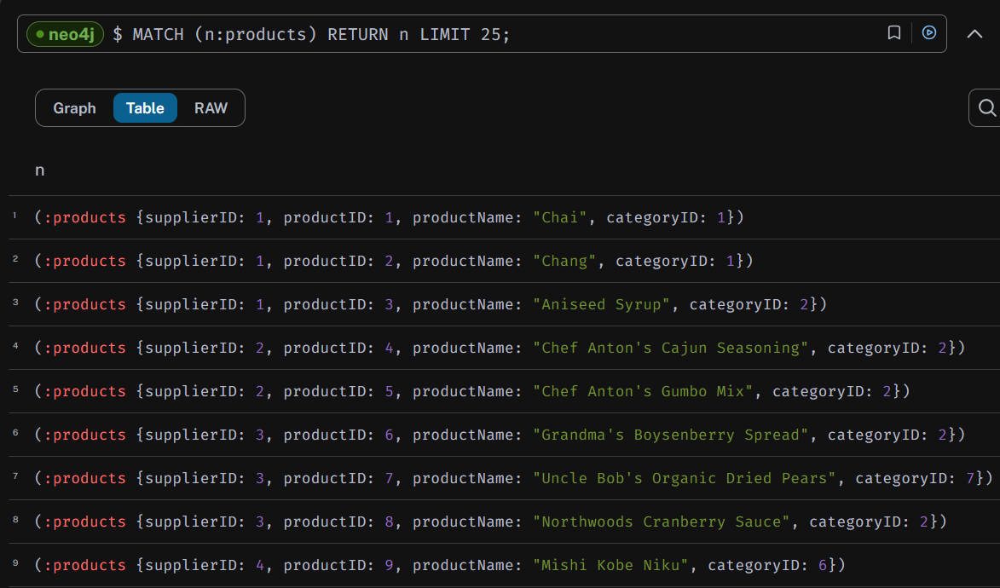 neo4j $ MATCH (n:products) RETURN n LIMIT 25;
Graph Table RAW
n
1 (:products {supplierID: 1, productID: 1, productName: "Chai", categoryID: 1})
2 (:products {supplierID: 1, productID: 2, productName: "Chang", categoryID: 1})
3 (:products {supplierID: 1, productID: 3, productName: "Aniseed Syrup", categoryID: 2})
4 (:products {supplierID: 2, productID: 4, productName: "Chef Anton's Cajun Seasoning", categoryID: 2})
5 (:products {supplierID: 2, productID: 5, productName: "Chef Anton's Gumbo Mix", categoryID: 2})
6 (:products {supplierID: 3, productID: 6, productName: "Grandma's Boysenberry Spread", categoryID: 2})
7 (:products {supplierID: 3, productID: 7, productName: "Uncle Bob's Organic Dried Pears", categoryID: 7})
8 (:products {supplierID: 3, productID: 8, productName: "Northwoods Cranberry Sauce", categoryID: 2})
9 (:products {supplierID: 4, productID: 9, productName: "Mishi Kobe Niku", categoryID: 6})